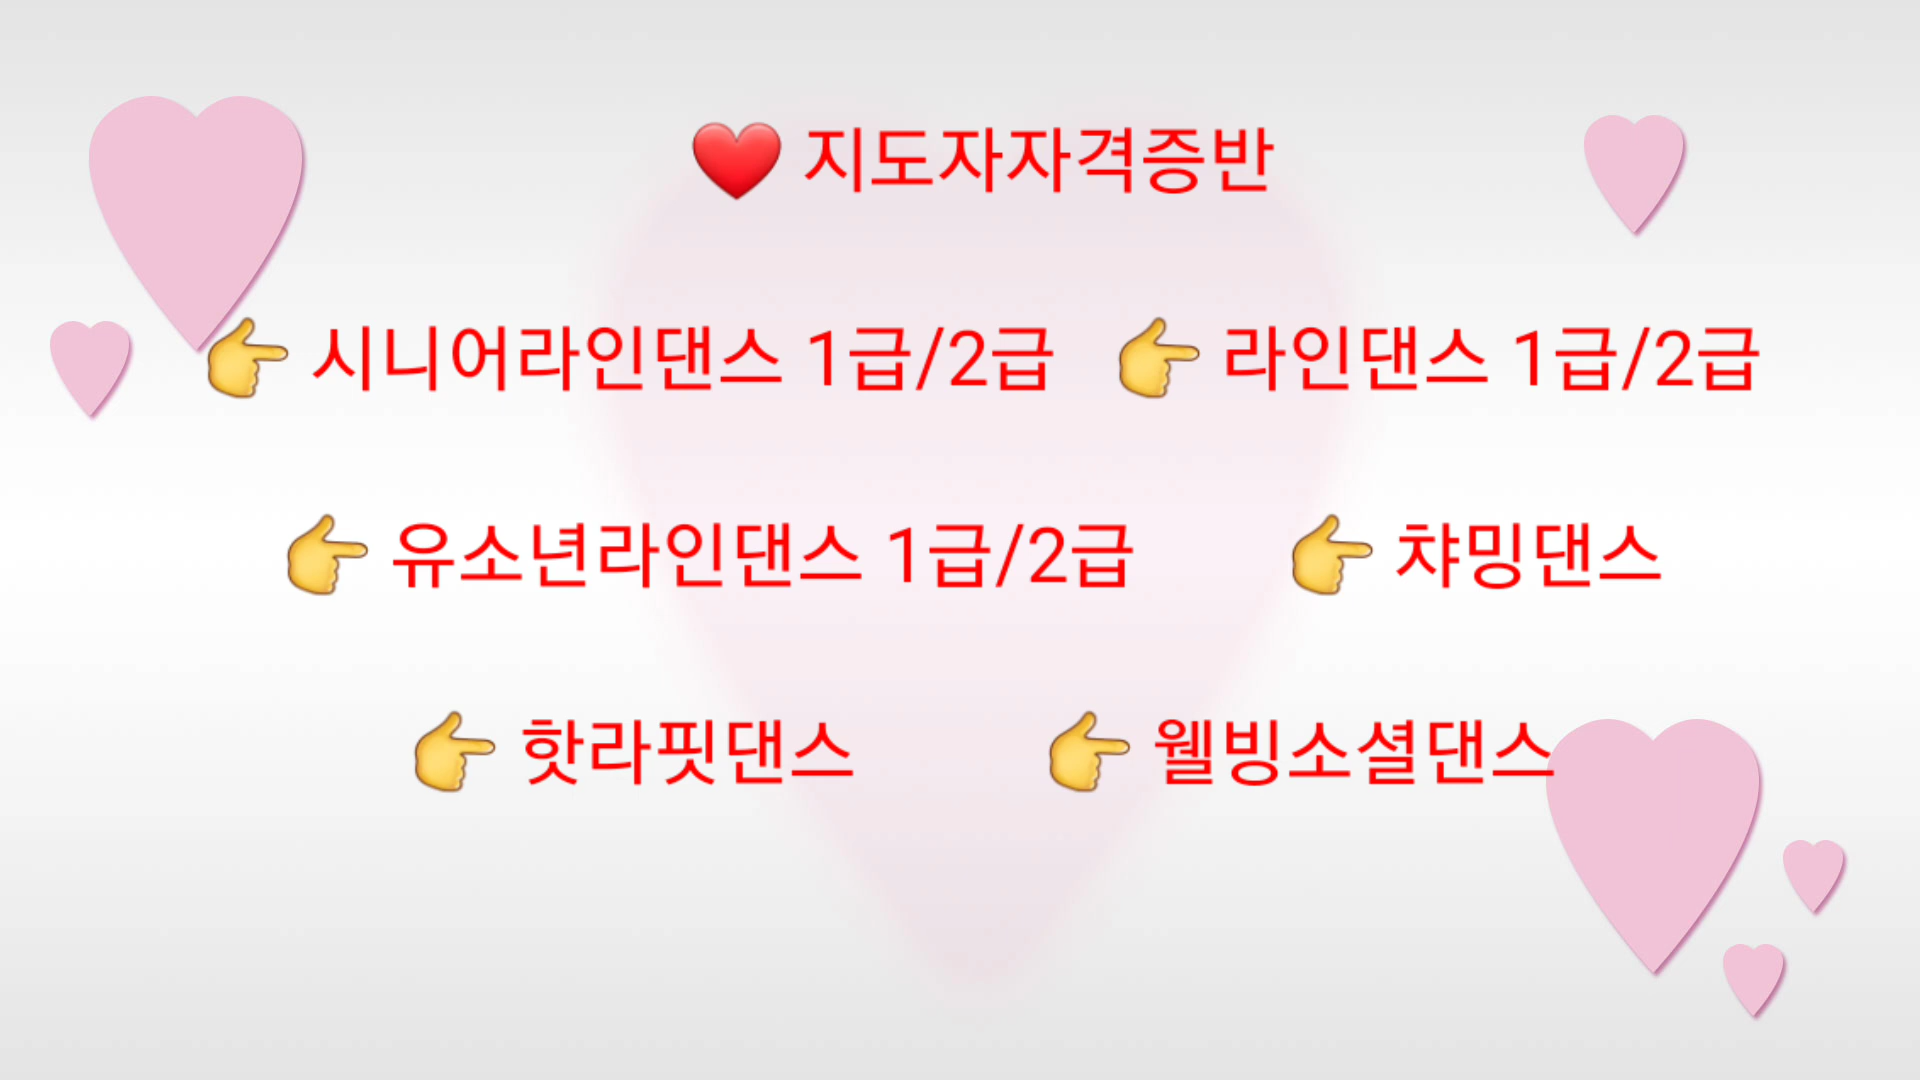 ❤️ 지도자자격증반
👉 시니어라인댄스 1급/2급 👉 라인댄스 1급/2급
👉 유소년라인댄스 1급/2급 👉 챠밍댄스
👉 핫라핏댄스 👉 웰빙소셜댄스